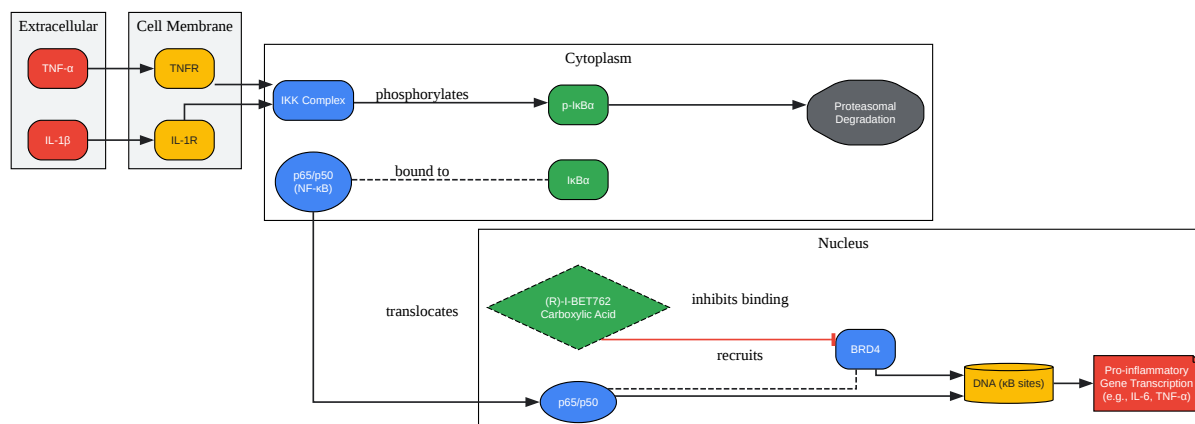 Extracellular
Cell Membrane
Cytoplasm
TNF-α
TNFR
IKK Complex
phosphorylates
p-IκBα
Proteasomal
Degradation
IL-1β
IL-1R
p65/p50
(NF-κB)
bound to
IκBα
Nucleus
translocates
(R)-I-BET762
Carboxylic Acid
inhibits binding
BRD4
recruits
p65/p50
DNA (κB sites)
Pro-inflammatory
Gene Transcription
(e.g., IL-6, TNF-α)